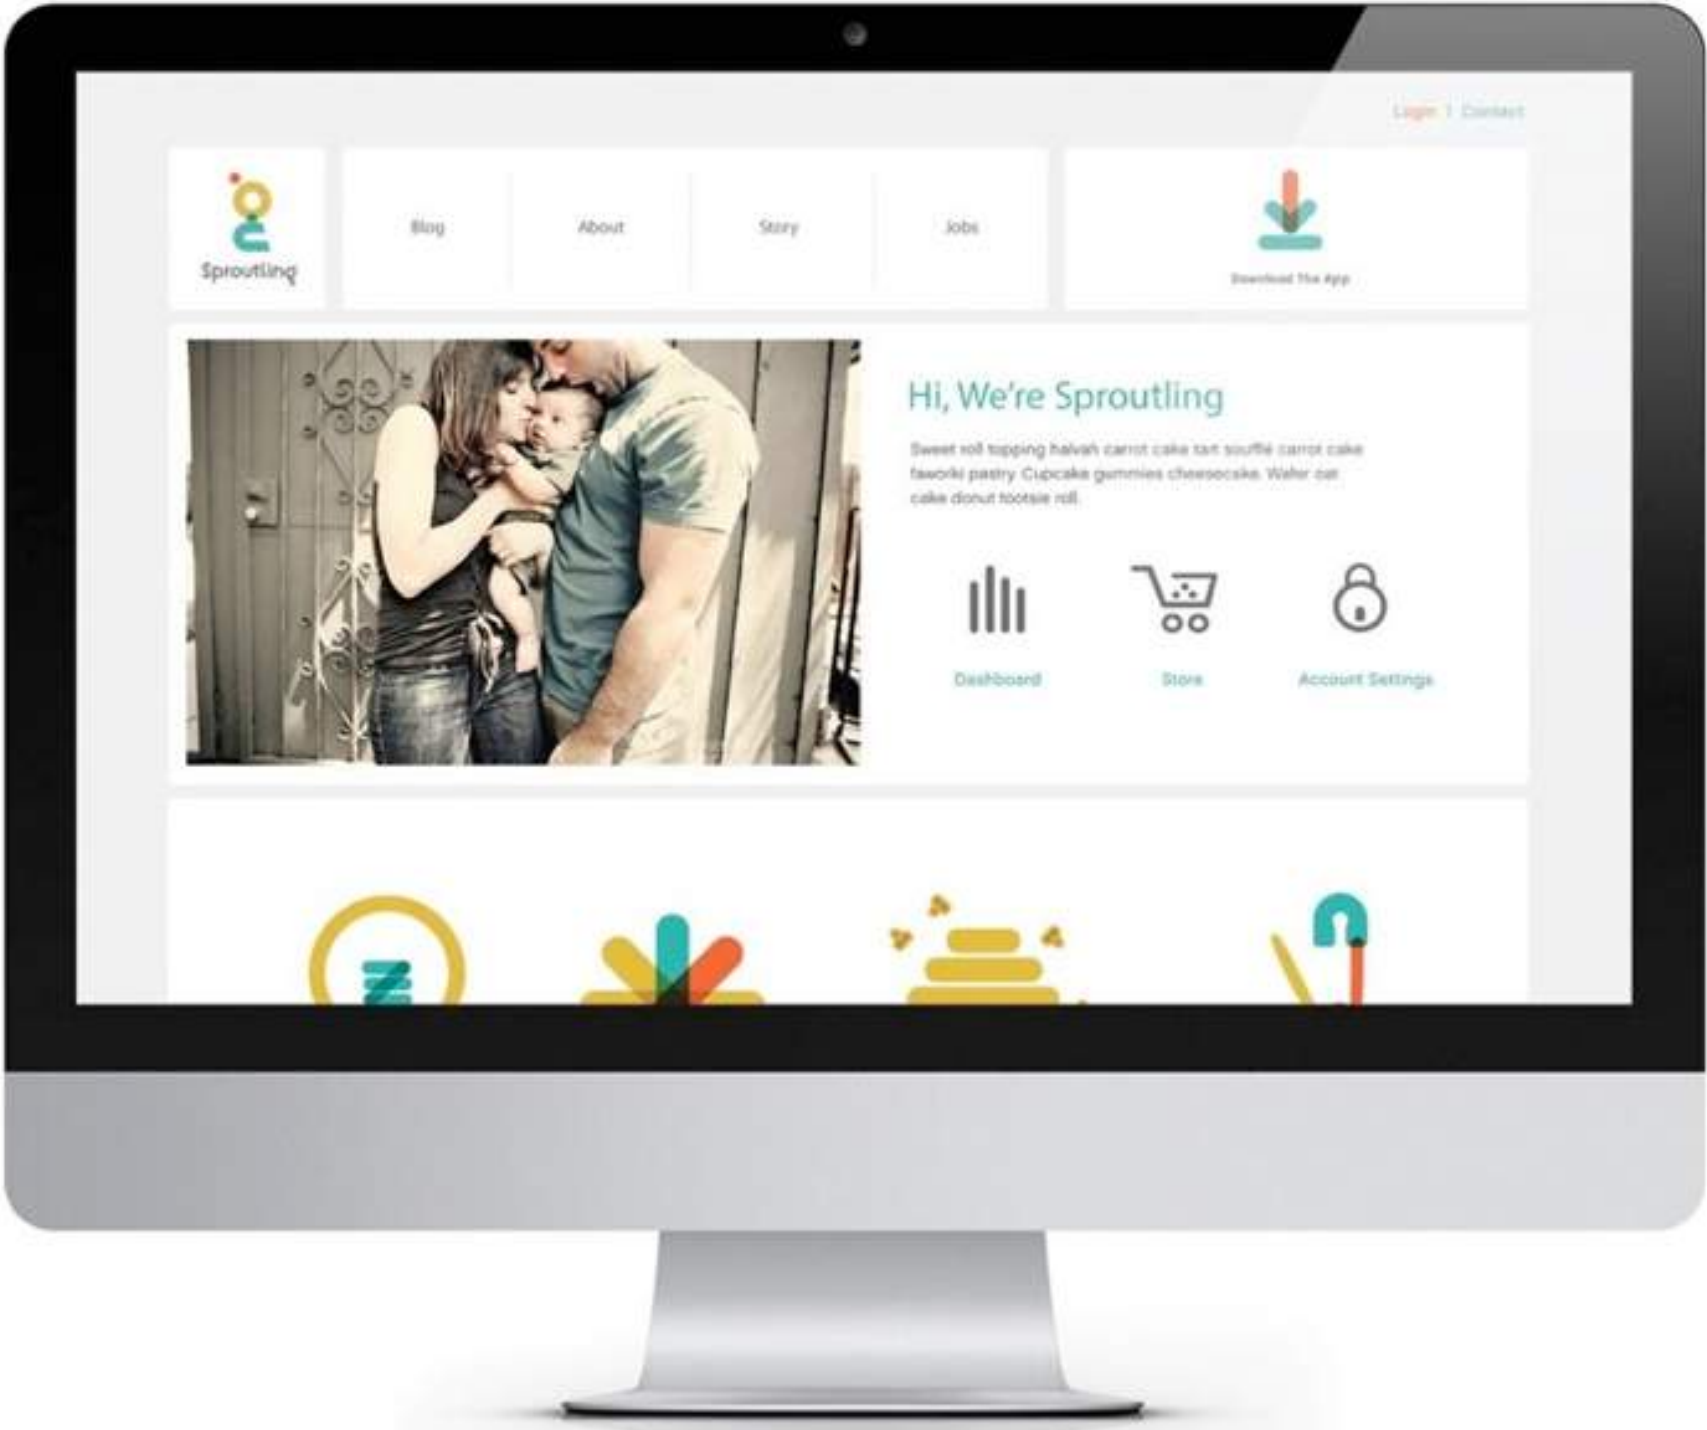 Login | Contact
Sproutling
Blog
About
Story
Jobs
Download The App
Hi, We're Sproutling
Sweet roll topping halvah carrot cake tart soufflé carrot cake
faworki pastry. Cupcake gummies cheesecake. Wafer oat
cake donut tootsie roll.
Dashboard
Store
Account Settings